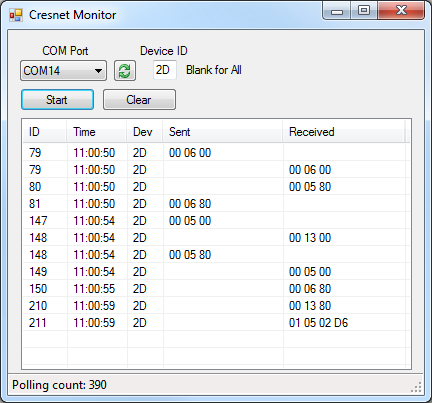 Cresnet Monitor
COM Port Device ID
COM14 2D Blank for All
Start Clear
ID Time Dev Sent Received
79 11:00:50 2D 00 06 00
79 11:00:50 2D 00 06 00
80 11:00:50 2D 00 05 80
81 11:00:50 2D 00 06 80
147 11:00:54 2D 00 05 00
148 11:00:54 2D 00 13 00
148 11:00:54 2D 00 05 80
149 11:00:54 2D 00 05 00
150 11:00:55 2D 00 06 80
210 11:00:59 2D 00 13 80
211 11:00:59 2D 01 05 02 D6
Polling count: 390